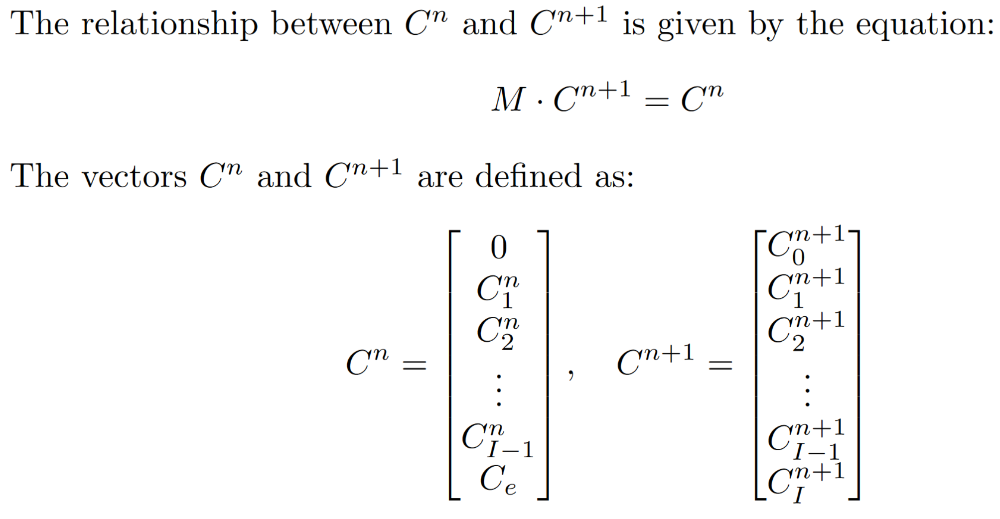 The relationship between $C^n$ and $C^{n+1}$ is given by the equation:
$$M \cdot C^{n+1} = C^n$$
The vectors $C^n$ and $C^{n+1}$ are defined as:
$$C^n = \begin{bmatrix} 0 \\ C_1^n \\ C_2^n \\ \vdots \\ C_{I-1}^n \\ C_e \end{bmatrix}, \quad C^{n+1} = \begin{bmatrix} C_0^{n+1} \\ C_1^{n+1} \\ C_2^{n+1} \\ \vdots \\ C_{I-1}^{n+1} \\ C_I^{n+1} \end{bmatrix}$$